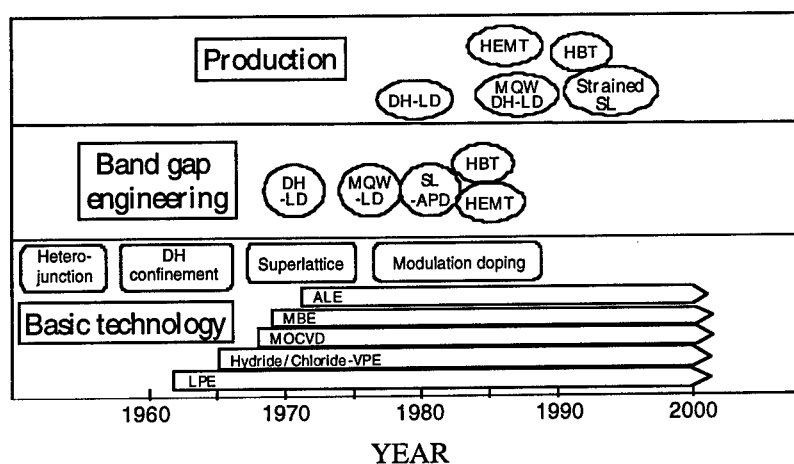 Production
HEMT
HBT
DH-LD
MQW
DH-LD
Strained
SL
Band gap
engineering
DH
-LD
MQW
-LD
SL
-APD
HBT
HEMT
Hetero-
junction
DH
confinement
Superlattice
Modulation doping
Basic technology
ALE
MBE
MOCVD
Hydride/Chloride-VPE
LPE
1960
1970
1980
1990
2000
YEAR